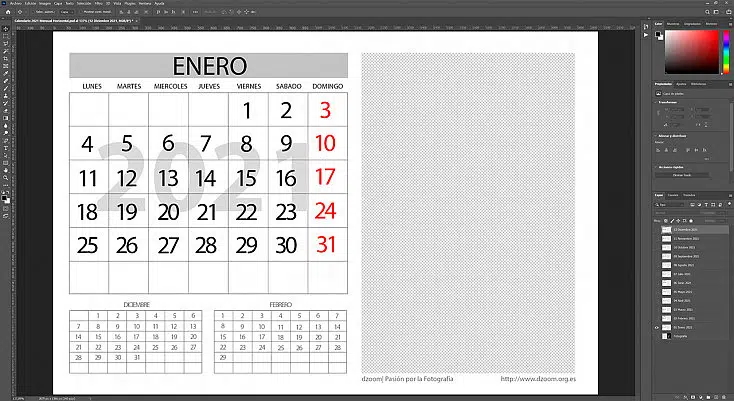 Archivo Edición Imagen Capa Texto Selección Filtro 3D Vista Plugins Ventana Ayuda
ENERO
LUNES MARTES MIERCOLES JUEVES VIERNES SABADO DOMINGO
1 2 3
4 5 6 7 8 9 10
2021
11 12 13 14 15 16 17
18 19 20 21 22 23 24
25 26 27 28 29 30 31
DICIEMBRE
1 2 3 4 5 6
7 8 9 10 11 12 13
14 15 16 17 18 19 20
21 22 23 24 25 26 27
28 29 30 31
FEBRERO
1 2 3 4 5 6 7
8 9 10 11 12 13 14
15 16 17 18 19 20 21
22 23 24 25 26 27 28
29
dzoom| Pasión por la Fotografía
http://www.dzoom.org.es
Color
Propiedades Ajustes
Transformar
Alinear y distribuir
Acciones rápidas
Capas
12 Diciembre 2021
11 Noviembre 2021
10 Octubre 2021
09 Septiembre 2021
08 Agosto 2021
07 Julio 2021
06 Junio 2021
05 Mayo 2021
04 Abril 2021
03 Marzo 2021
02 Febrero 2021
01 Enero 2021
Fotografía